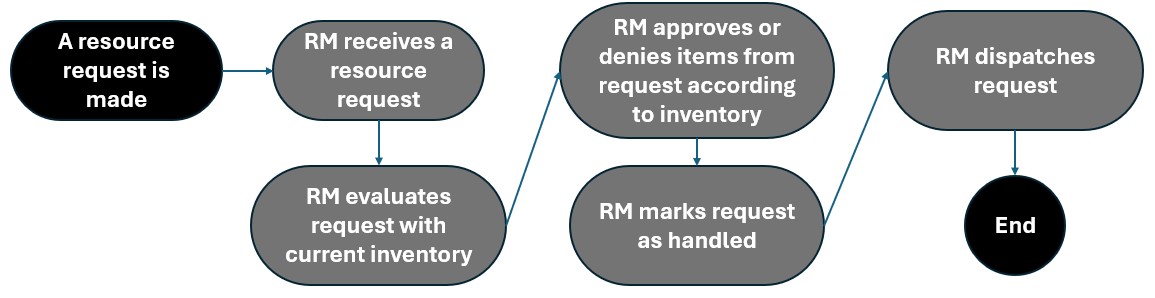 A resource
request is
made
RM receives a
resource
request
RM evaluates
request with
current inventory
RM approves or
denies items from
request according
to inventory
RM marks request
as handled
RM dispatches
request
End